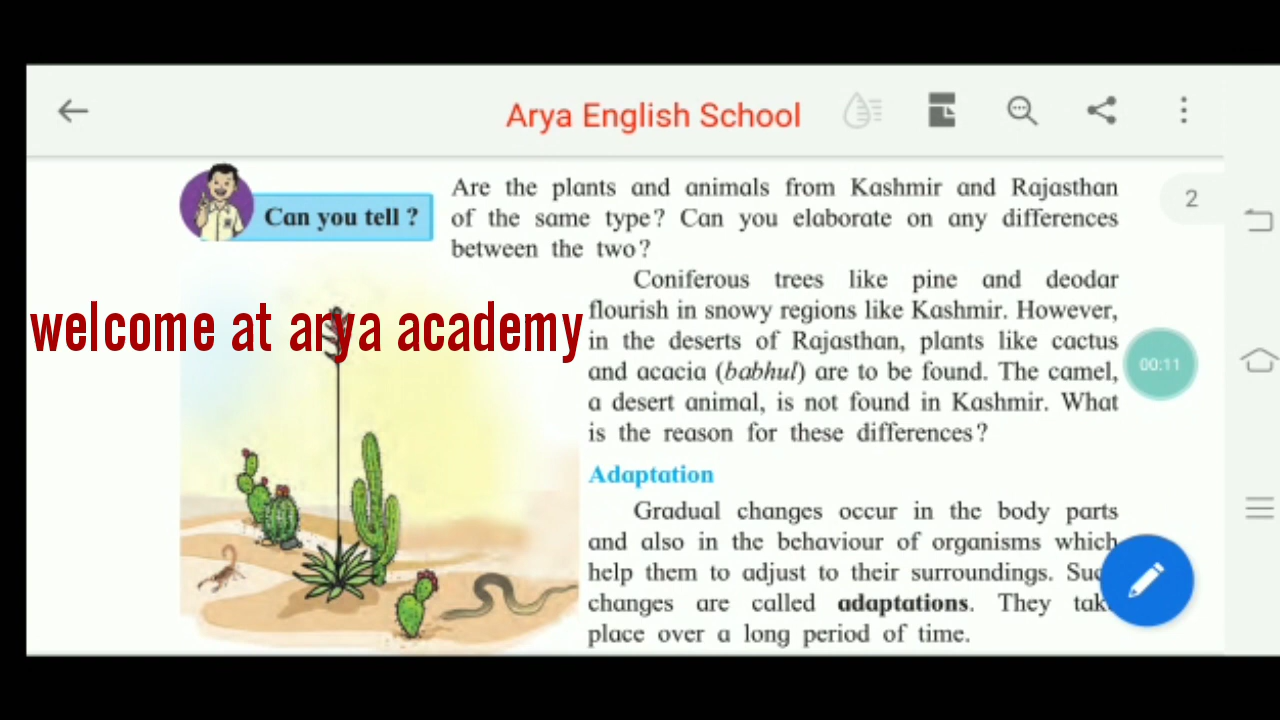 Arya English School
Can you tell ?
Are the plants and animals from Kashmir and Rajasthan
of the same type? Can you elaborate on any differences
between the two?
2
Coniferous trees like pine and deodar
flourish in snowy regions like Kashmir. However,
in the deserts of Rajasthan, plants like cactus
and acacia (babhul) are to be found. The camel,
a desert animal, is not found in Kashmir. What
is the reason for these differences?
welcome at arya academy
00:11
Adaptation
Gradual changes occur in the body parts
and also in the behaviour of organisms which
help them to adjust to their surroundings.
changes are called adaptations. They
place over a long period of time.